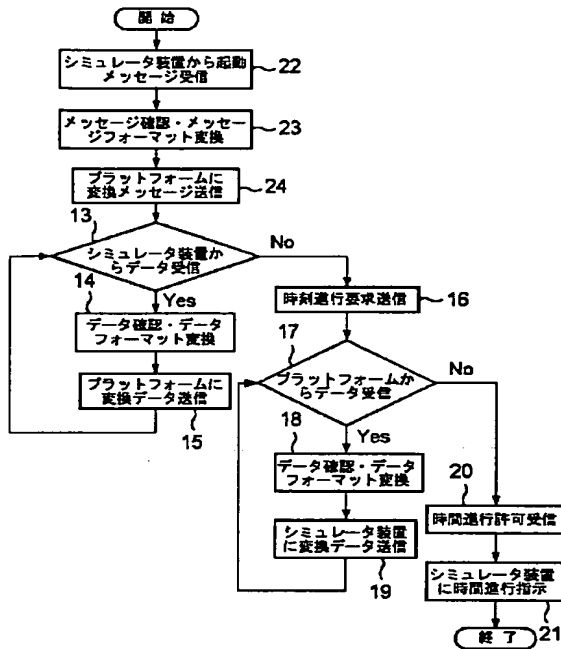 開始
シミュレータ装置から起動
メッセージ受信
22
メッセージ確認・メッセー
ジフォーマット変換
23
プラットフォームに
変換メッセージ送信
24
13
シミュレータ装置か
らデータ受信
No
Yes
14
データ確認・データ
フォーマット変換
プラットフォームに
変換データ送信
15
時刻進行要求送信
16
17
プラットフォームか
らデータ受信
No
Yes
18
データ確認・データ
フォーマット変換
シミュレータ装置
に変換データ送信
19
20
時間進行許可受信
シミュレータ装置
に時間進行指示
21
終了